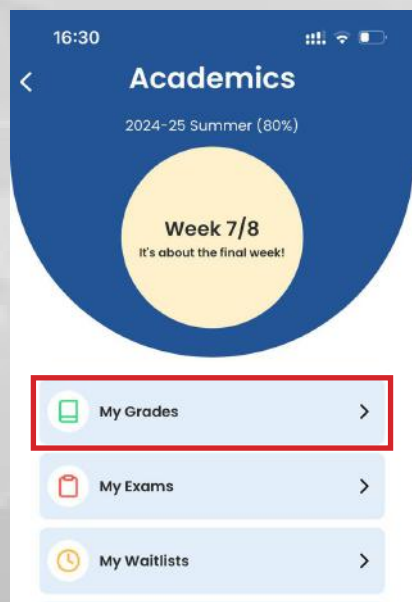 16:30
Academics
2024-25 Summer (80%)
Week 7/8
It's about the final week!
My Grades
My Exams
My Waitlists